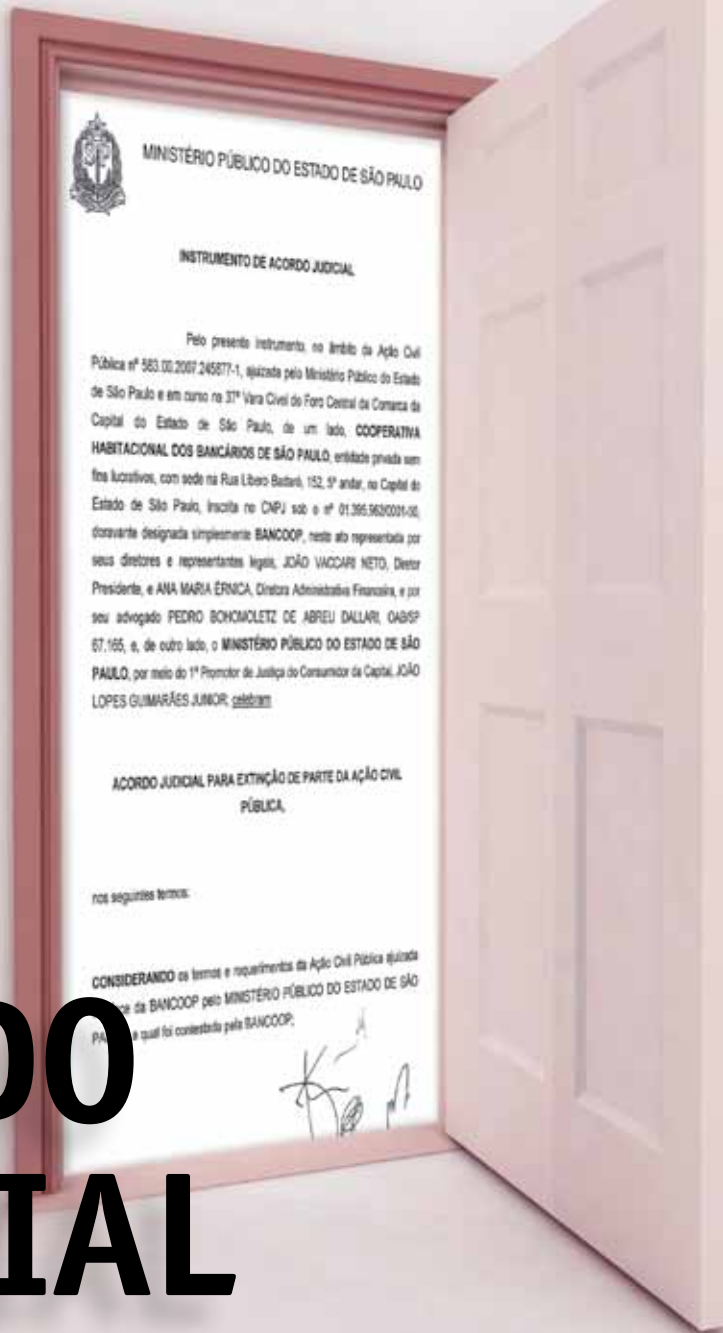 MINISTÉRIO PÚBLICO DO ESTADO DE SÃO PAULO
INSTRUMENTO DE ACORDO JUDICIAL
Pelo presente instrumento, no âmbito da Ação Civil
Pública nº 583.00.2007.245877-1, ajuizada pelo Ministério Público do Estado
de São Paulo e em curso na 37ª Vara Cível do Foro Central da Comarca da
Capital do Estado de São Paulo, de um lado, COOPERATIVA
HABITACIONAL DOS BANCÁRIOS DE SÃO PAULO, entidade privada sem
fins lucrativos, com sede na Rua Líbero Badaró, 152, 5º andar, na Capital do
Estado de São Paulo, inscrita no CNPJ sob o nº 01.395.962/0001-00,
doravante designada simplesmente BANCOOP, neste ato representada por
seus diretores e representantes legais, JOÃO VACCARI NETO, Diretor
Presidente, e ANA MARIA ÉRNICA, Diretora Administrativa Financeira, e por
seu advogado PEDRO BOHOMOLETZ DE ABREU DALLARI, OAB/SP
67.165, e, de outro lado, o MINISTÉRIO PÚBLICO DO ESTADO DE SÃO
PAULO, por meio do 1º Promotor de Justiça do Consumidor da Capital, JOÃO
LOPES GUIMARÃES JUNIOR; celebram
ACORDO JUDICIAL PARA EXTINÇÃO DE PARTE DA AÇÃO CIVIL
PÚBLICA,
nos seguintes termos:
CONSIDERANDO os termos e requerimentos da Ação Civil Pública ajuizada
da BANCOOP pelo MINISTÉRIO PÚBLICO DO ESTADO DE SÃO
qual foi contestada pela BANCOOP;
DO
IAL